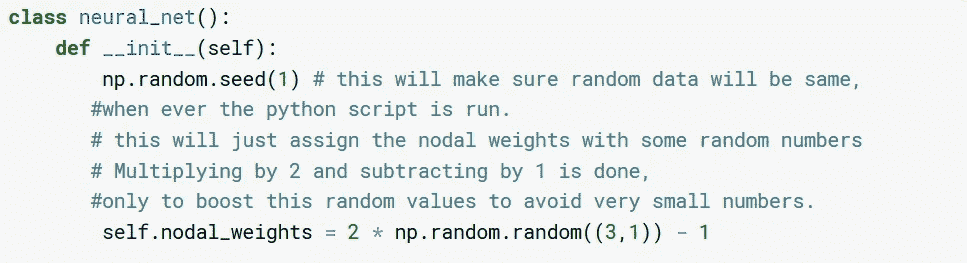 class neural_net():
    def __init__(self):
        np.random.seed(1) # this will make sure random data will be same,
       #when ever the python script is run.
       # this will just assign the nodal weights with some random numbers
       # Multiplying by 2 and subtracting by 1 is done,
       #only to boost this random values to avoid very small numbers.
        self.nodal_weights = 2 * np.random.random((3,1)) - 1